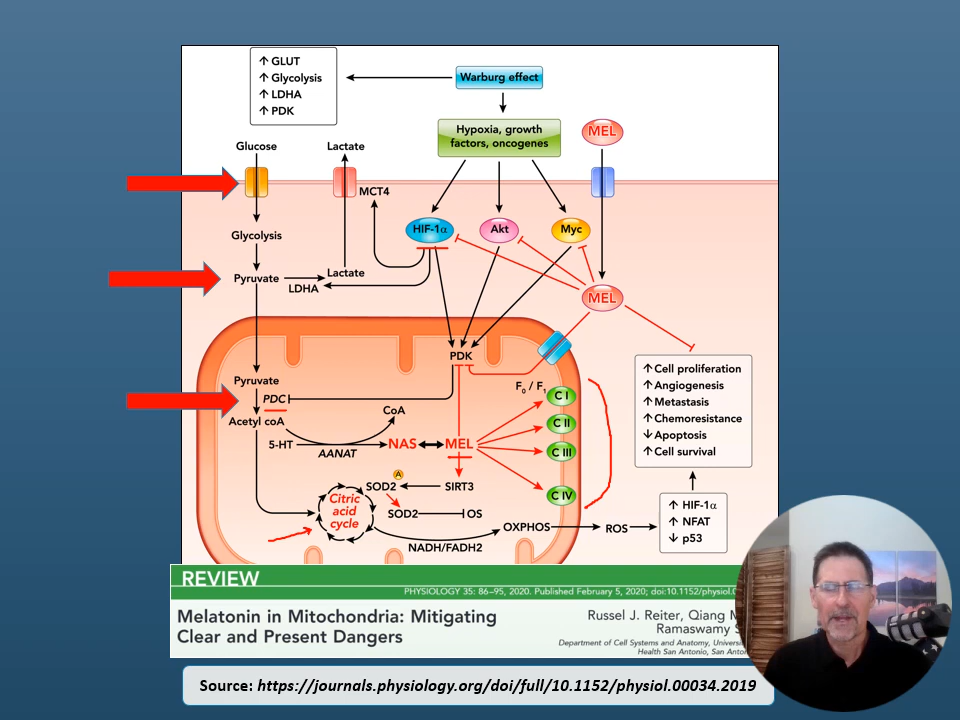 ↑ GLUT
↑ Glycolysis
↑ LDHA
↑ PDK
Warburg effect
Hypoxia, growth
factors, oncogenes
MEL
Glucose
Lactate
MCT4
HIF-1α
Akt
Myc
Glycolysis
Pyruvate
Lactate
LDHA
MEL
PDK
↑ Cell proliferation
↑ Angiogenesis
↑ Metastasis
↑ Chemoresistance
↓ Apoptosis
↑ Cell survival
Pyruvate
PDC
Acetyl coA
F0 / F1
C I
C II
C III
C IV
CoA
5-HT
AANAT
NAS
MEL
A
SOD2
SIRT3
SOD2
OS
Citric
acid
cycle
OXPHOS
ROS
NADH/FADH2
↑ HIF-1α
↑ NFAT
↓ p53
REVIEW
PHYSIOLOGY 35: 86–95, 2020. Published February 5, 2020; doi:10.1152/physiol.
Melatonin in Mitochondria: Mitigating
Clear and Present Dangers
Russel J. Reiter, Qiang
Ramaswamy
Department of Cell Systems and Anatomy,
Health San Antonio, San
Source: https://journals.physiology.org/doi/full/10.1152/physiol.00034.2019